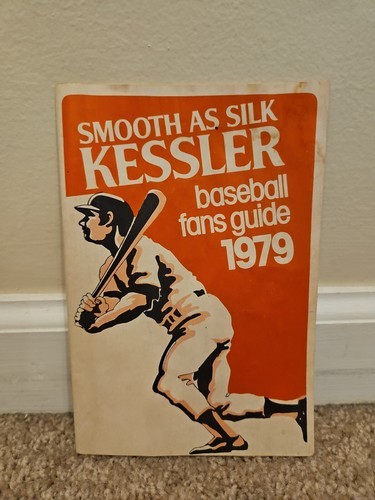 SMOOTH AS SILK
KESSLER
baseball
fans guide
1979